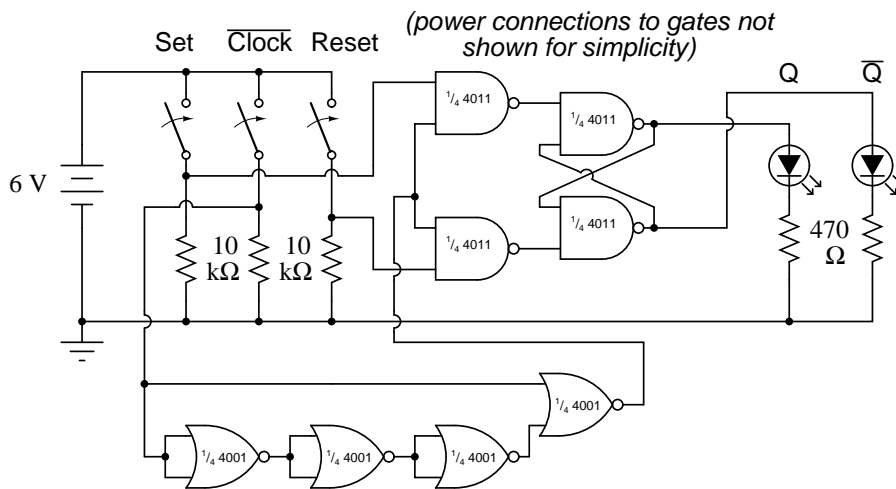 (power connections to gates not
shown for simplicity)
Set
C̅l̅o̅c̅k̅
Reset
Q
Q̅
1/4 4011
1/4 4011
6 V
1/4 4011
1/4 4011
10
kΩ
10
kΩ
470
Ω
1/4 4001
1/4 4001
1/4 4001
1/4 4001